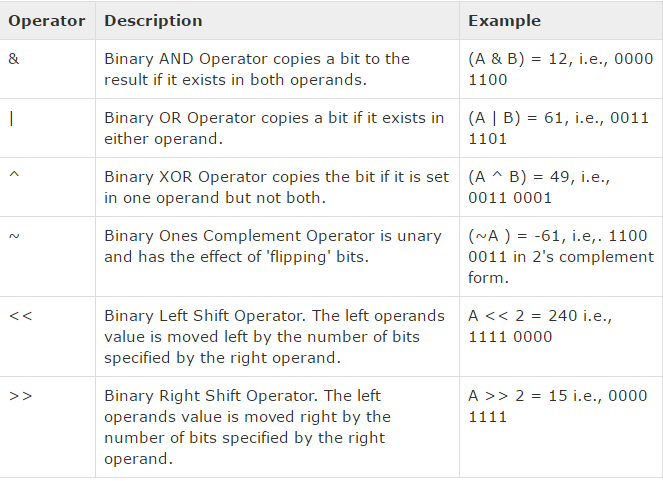 Operator Description Example
& Binary AND Operator copies a bit to the (A & B) = 12, i.e., 0000
result if it exists in both operands. 1100
| Binary OR Operator copies a bit if it exists in (A | B) = 61, i.e., 0011
either operand. 1101
^ Binary XOR Operator copies the bit if it is set (A ^ B) = 49, i.e.,
in one operand but not both. 0011 0001
~ Binary Ones Complement Operator is unary (~A ) = -61, i.e,. 1100
and has the effect of 'flipping' bits. 0011 in 2's complement
form.
<< Binary Left Shift Operator. The left operands A << 2 = 240 i.e.,
value is moved left by the number of bits 1111 0000
specified by the right operand.
>> Binary Right Shift Operator. The left A >> 2 = 15 i.e., 0000
operands value is moved right by the 1111
number of bits specified by the right
operand.